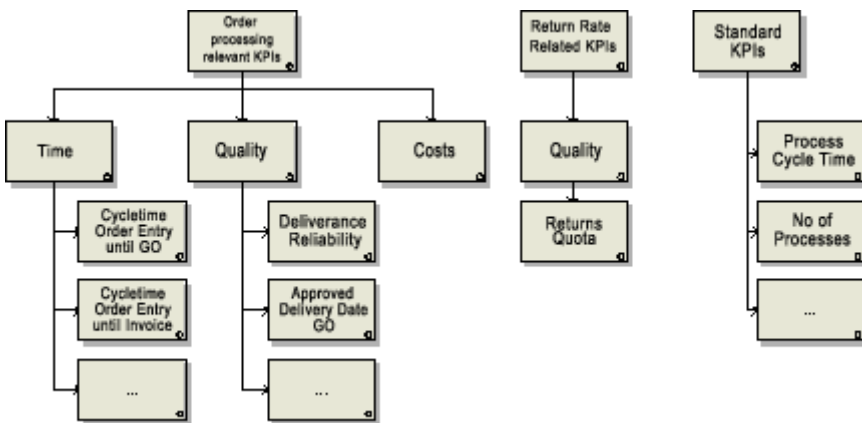 Order
processing
relevant KPIs
Return Rate
Related KPIs
Standard
KPIs
Time
Quality
Costs
Quality
Process
Cycle Time
Cycletime
Order Entry
until GO
Deliverance
Reliability
Returns
Quota
No of
Processes
Cycletime
Order Entry
until Invoice
Approved
Delivery Date
GO
...
...
...